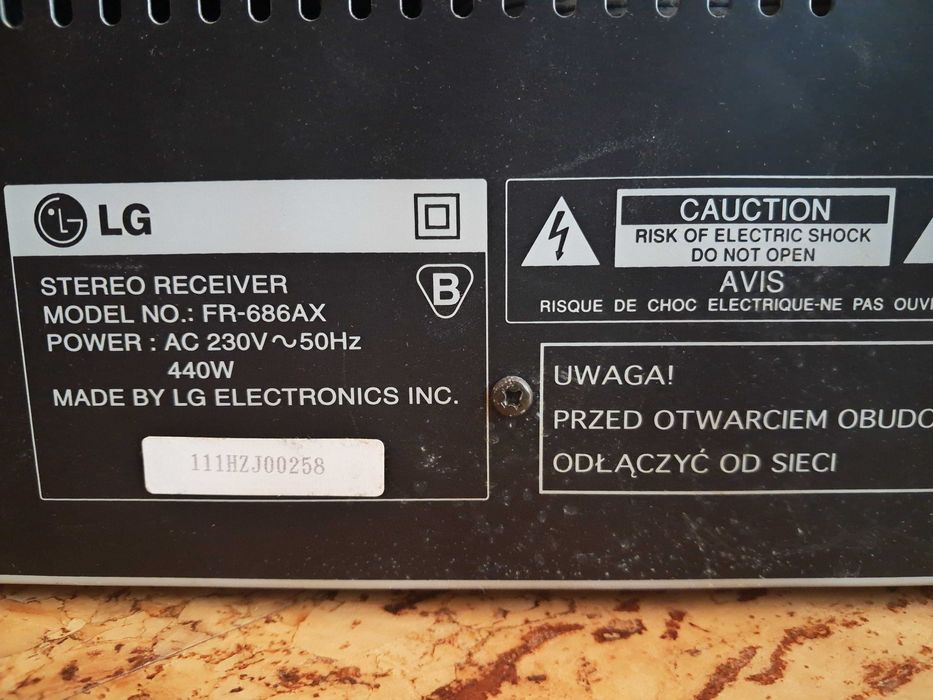 LG
STEREO RECEIVER
B
MODEL NO.: FR-686AX
POWER : AC 230V～50Hz
440W
MADE BY LG ELECTRONICS INC.
111HZJ00258
CAUCTION
RISK OF ELECTRIC SHOCK
DO NOT OPEN
AVIS
RISQUE DE CHOC ELECTRIQUE-NE PAS
UWAGA!
PRZED OTWARCIEM
ODŁĄCZYĆ OD SIECI